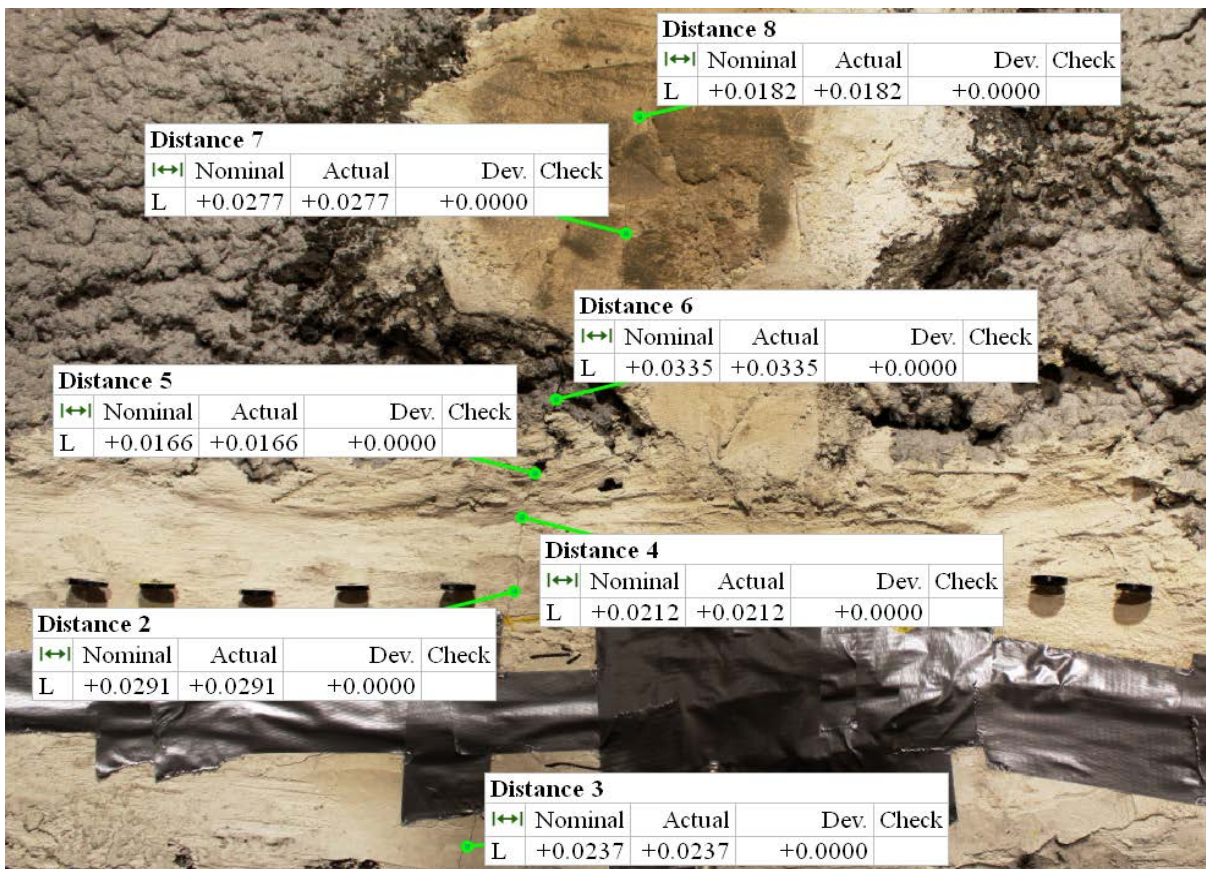 Distance 8
Nominal Actual Dev. Check
L +0.0182 +0.0182 +0.0000
Distance 7
Nominal Actual Dev. Check
L +0.0277 +0.0277 +0.0000
Distance 6
Nominal Actual Dev. Check
L +0.0335 +0.0335 +0.0000
Distance 5
Nominal Actual Dev. Check
L +0.0166 +0.0166 +0.0000
Distance 4
Nominal Actual Dev. Check
L +0.0212 +0.0212 +0.0000
Distance 2
Nominal Actual Dev. Check
L +0.0291 +0.0291 +0.0000
Distance 3
Nominal Actual Dev. Check
L +0.0237 +0.0237 +0.0000